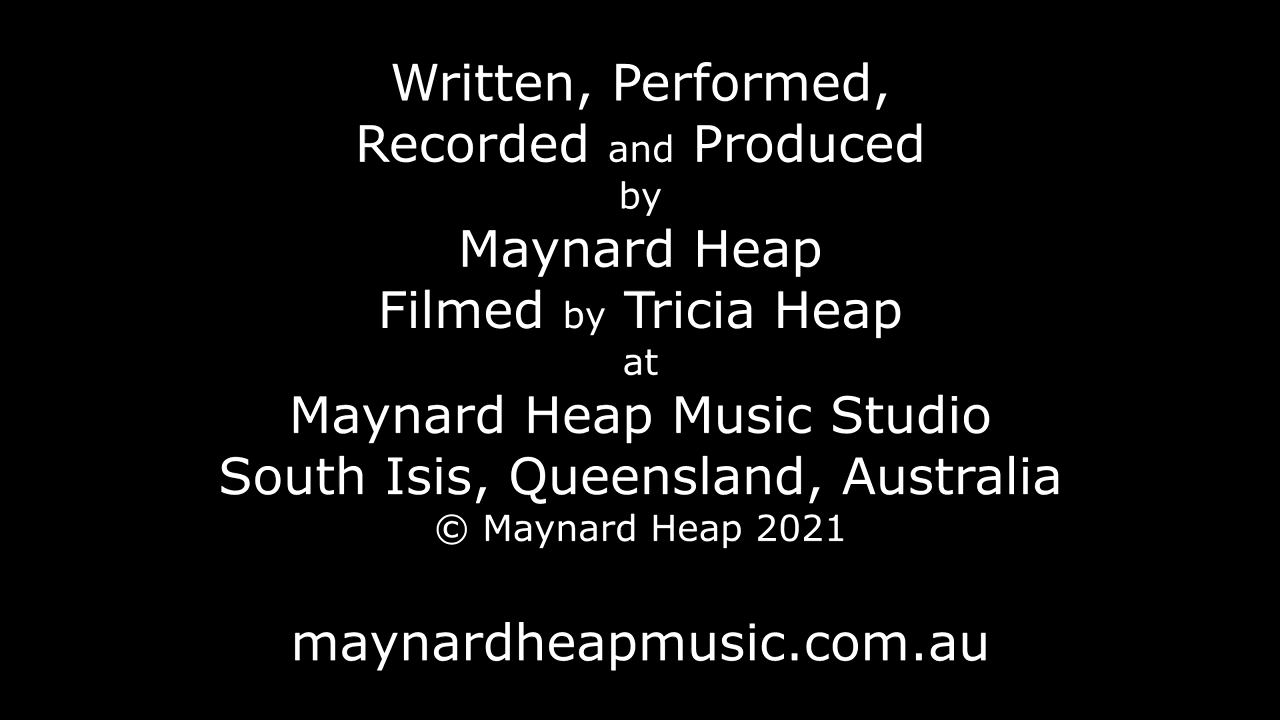 Written, Performed,
Recorded and Produced
by
Maynard Heap
Filmed by Tricia Heap
at
Maynard Heap Music Studio
South Isis, Queensland, Australia
© Maynard Heap 2021
maynardheapmusic.com.au